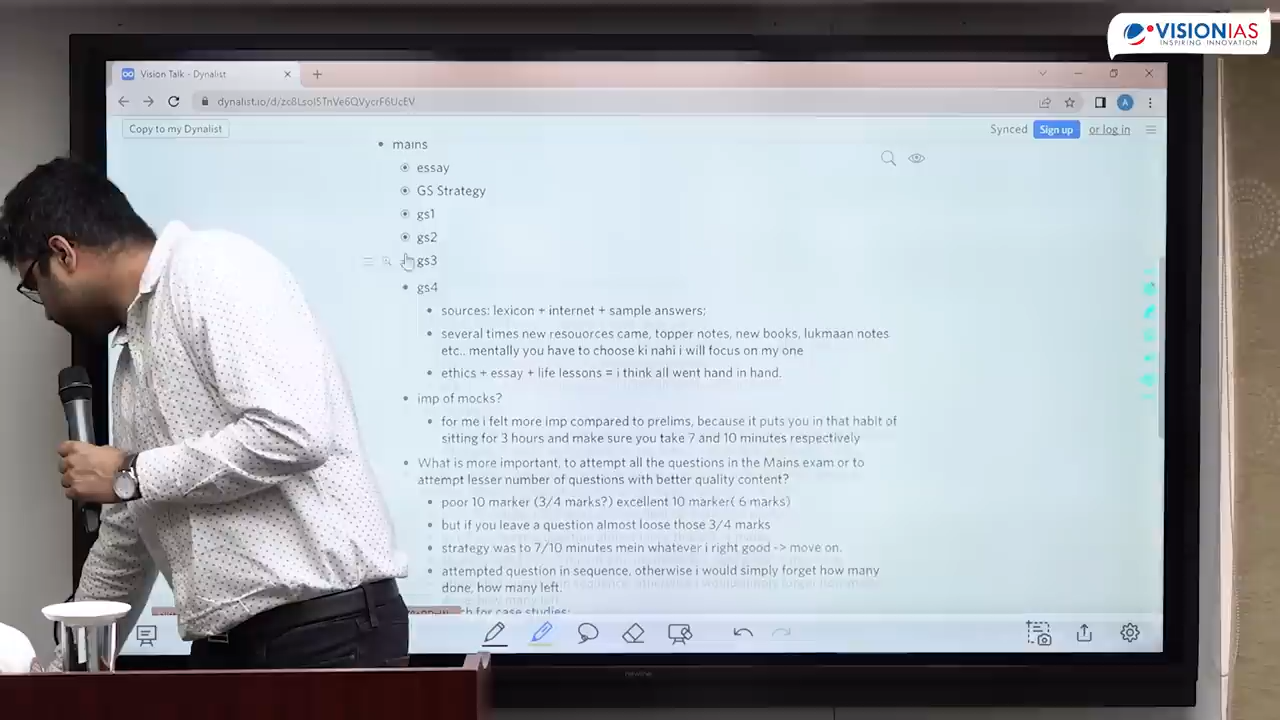 VISIONIAS
INSPIRING INNOVATION
Vision Talk - Dynalist
dynalist.io/d/zc8LsoI5TnVe6QVycrF6UcEV
Copy to my Dynalist
Synced
Sign up
or log in
mains
essay
GS Strategy
gs1
gs2
gs3
gs4
sources: lexicon + internet + sample answers;
several times new resouorces came, topper notes, new books, lukmaan notes
etc.. mentally you have to choose ki nahi i will focus on my one
ethics + essay + life lessons = i think all went hand in hand.
imp of mocks?
for me i felt more imp compared to prelims, because it puts you in that habit of
sitting for 3 hours and make sure you take 7 and 10 minutes respectively
What is more important, to attempt all the questions in the Mains exam or to
attempt lesser number of questions with better quality content?
poor 10 marker (3/4 marks?) excellent 10 marker( 6 marks)
but if you leave a question almost loose those 3/4 marks
strategy was to 7/10 minutes mein whatever i right good -> move on.
attempted question in sequence, otherwise i would simply forget how many
done, how many left.
for case studies:
newline